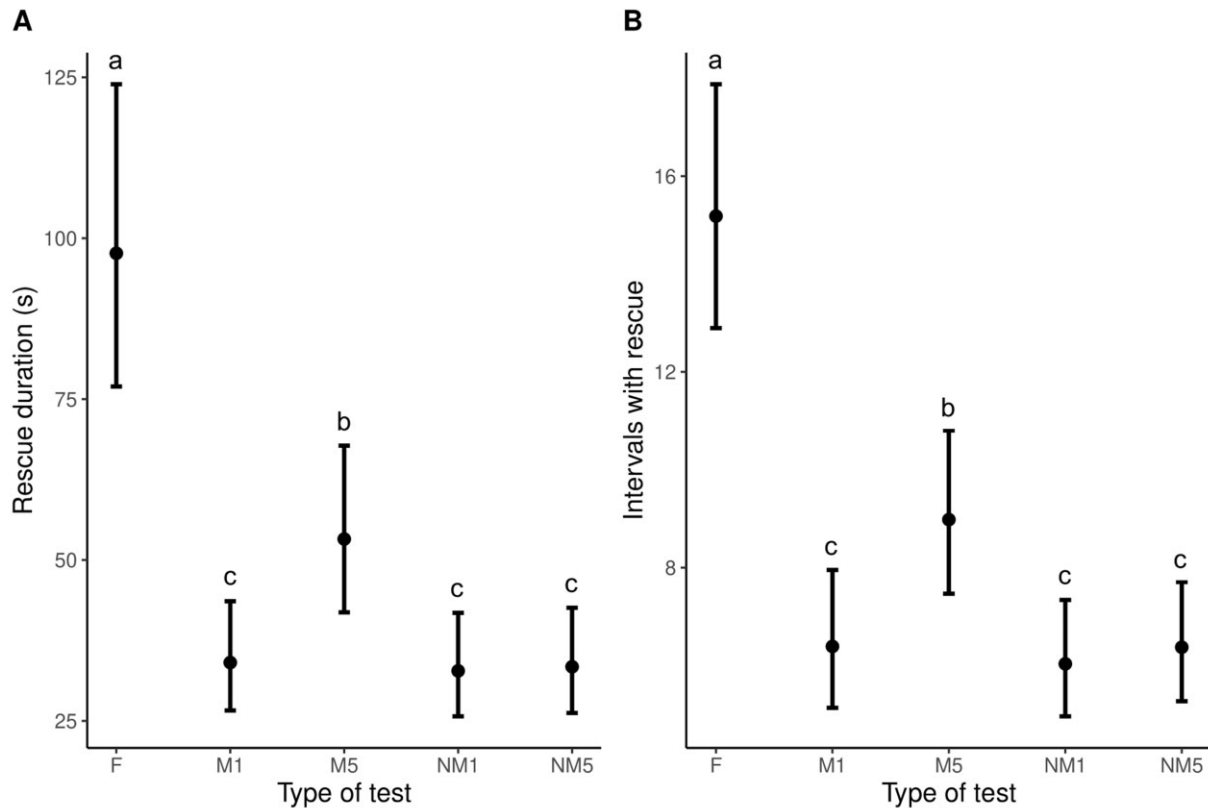 A
Rescue duration (s)
125
100
75
50
25
a
c
b
c
c
F M1 M5 NM1 NM5
Type of test
B
Intervals with rescue
16
12
8
a
c
b
c
c
F M1 M5 NM1 NM5
Type of test